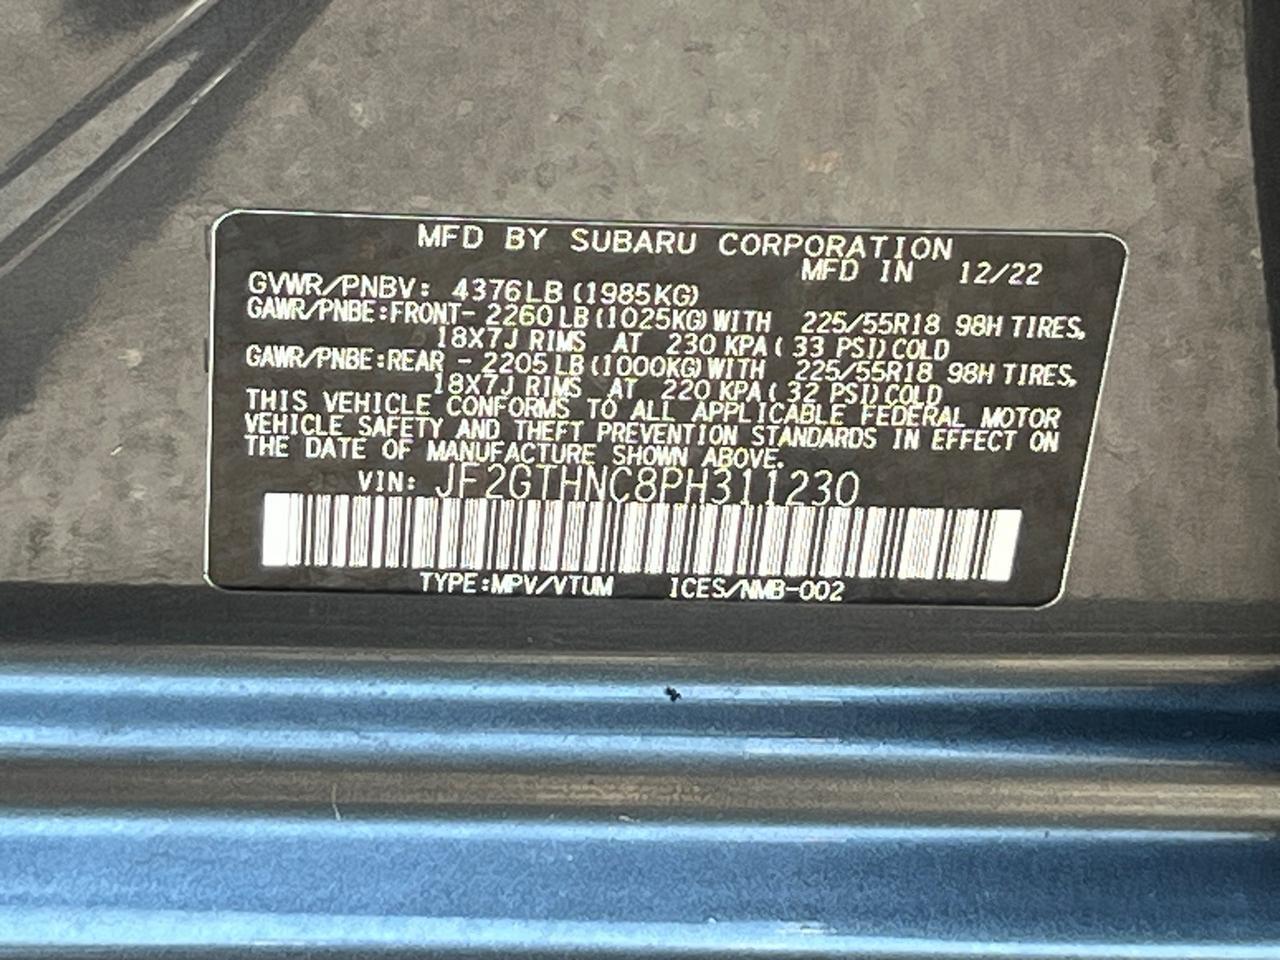 MFD BY SUBARU CORPORATION
MFD IN 12/22
GVWR/PNBV: 4376LB (1985KG)
GAWR/PNBE:FRONT- 2260LB (1025KG) WITH 225/55R18 98H TIRES,
18X7J RIMS AT 230 KPA ( 33 PSI) COLD
GAWR/PNBE:REAR - 2205LB (1000KG) WITH 225/55R18 98H TIRES,
18X7J RIMS AT 220 KPA ( 32 PSI) COLD
THIS VEHICLE CONFORMS TO ALL APPLICABLE FEDERAL MOTOR
VEHICLE SAFETY AND THEFT PREVENTION STANDARDS IN EFFECT ON
THE DATE OF MANUFACTURE SHOWN ABOVE.
VIN: JF2GTHNC8PH311230
TYPE:MPV/VTUM ICES/NMB-002